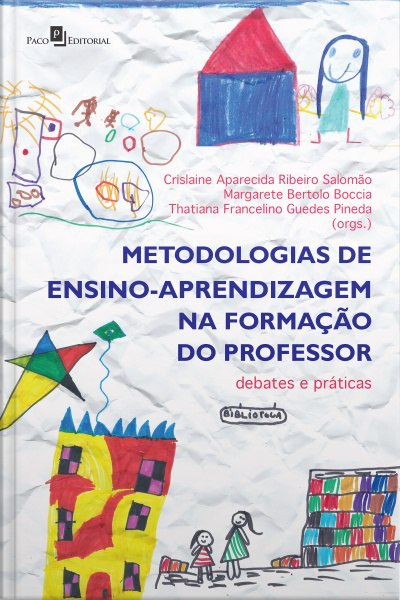 PACO EDITORIAL
Crislaine Aparecida Ribeiro Salomão
Margarete Bertolo Boccia
Thatiana Francelino Guedes Pineda
(orgs.)
METODOLOGIAS DE
ENSINO-APRENDIZAGEM
NA FORMAÇÃO
DO PROFESSOR
debates e práticas